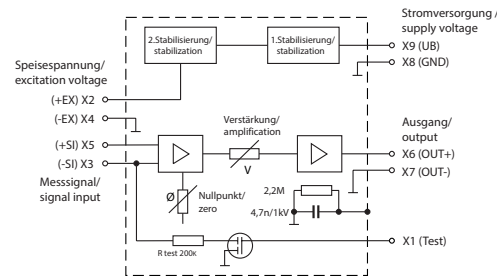 Stromversorgung /
supply voltage
2.Stabilisierung/
stabilization
1.Stabilisierung/
stabilization
X9 (UB)
X8 (GND)
Speisespannung/
excitation voltage
(+EX) X2
(-EX) X4
Verstärkung/
amplification
Ausgang/
output
(+SI) X5
(-SI) X3
V
X6 (OUT+)
X7 (OUT-)
Messsignal/
signal input
Ø
Nullpunkt/
zero
2,2M
4,7n/1kV
R test 200k
X1 (Test)